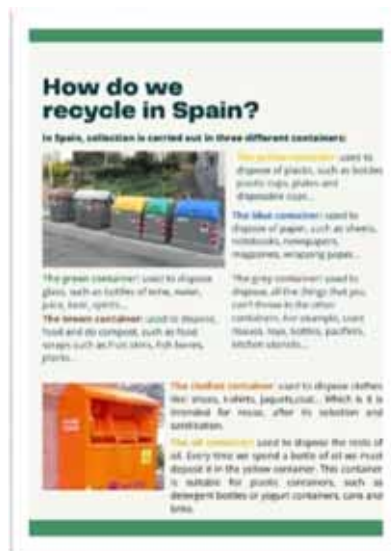 How do we
recycle in Spain?
In Spain, collection is carried out in three different containers:
The yellow container: used to
dispose of plastic, such as bottles
plastic cups, plates and
disposable cups...
The blue container: used to
dispose of paper, such as sheets,
notebooks, newspapers,
magazines, wrapping paper...
The green container: used to dispose
glass, such as bottles of wine, water,
juice, beer, spirits...
The brown container: used to deposit,
food and do compost, such as food
scraps such as fruit skins, fish bones,
plants...
The grey container: used to
dispose, all the things that you
can't throw in the other
containers. For example, used
tissues, toys, bottles, pacifiers,
kitchen utensils...
The clothes container: used to dispose clothes
like: shoes, t-shirts, jaquets,coat... Which is it is
intended for reuse, after its selection and
sanitization.
The oil container: used to dispose the rests of
oil. Every time we spend a bottle of oil we must
deposit it in the yellow container. This container
is suitable for plastic containers, such as
detergent bottles or yogurt containers, cans and